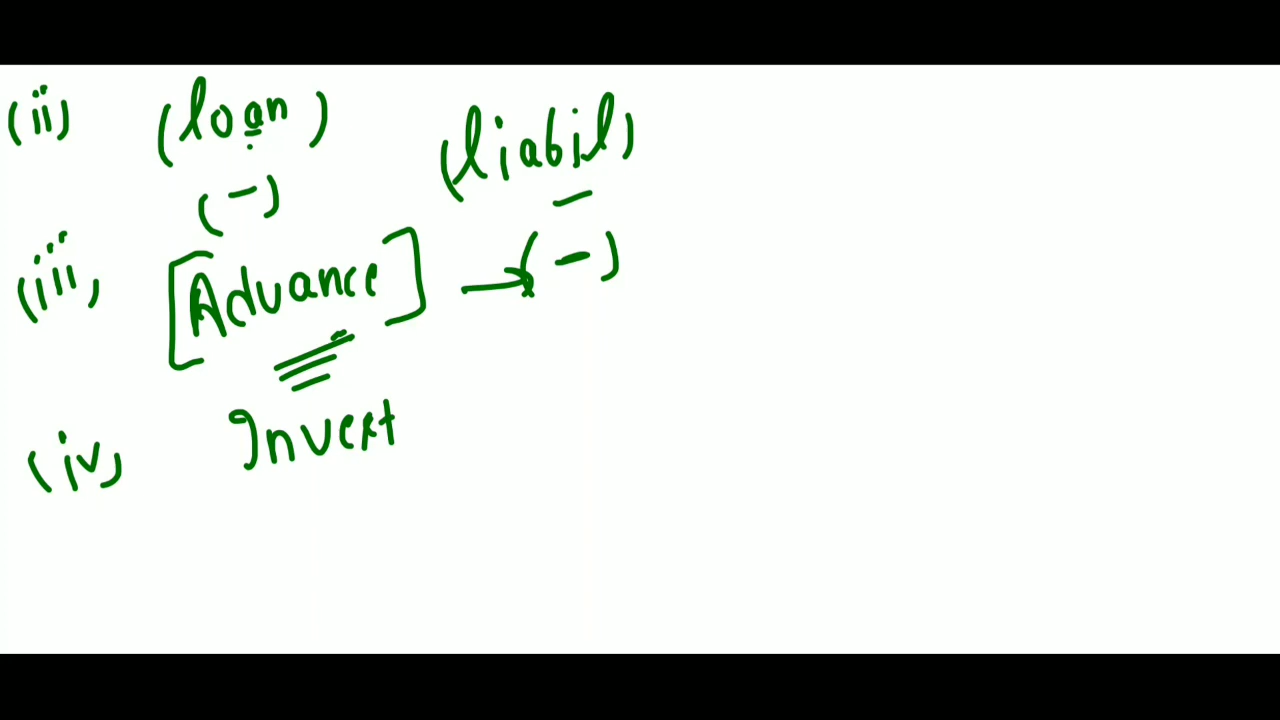 (ii) (loan) (liabil)
(-)
(iii) [Advance] → (-)
(iv) Invest